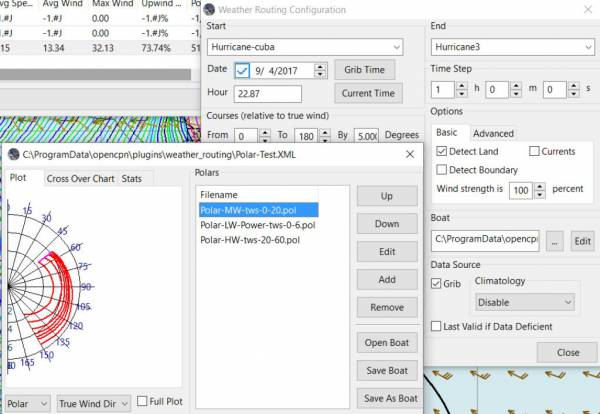 Avg Wind Max Wind Upwind ...
-1.#J -1.#J 0.00 -1.#J%
-1.#J -1.#J 0.00 -1.#J
15 13.34 32.13 73.74% 51
Weather Routing Configuration
Start
Hurricane-cuba
Date 9/ 4/2017 Grib Time
Hour 22.87 Current Time
Courses (relative to true wind)
From 0 To 180 By 5.000 Degrees
End
Hurricane3
Time Step
1 h 0 m 0 s
Options
Basic Advanced
Detect Land Currents
Detect Boundary
Wind strength is 100 percent
Boat
C:\ProgramData\opencpn ... Edit
Data Source
Grib Climatology
Disable
Last Valid if Data Deficient
Close
C:\ProgramData\opencpn\plugins\weather_routing\Polar-Test.XML
Plot Cross Over Chart Stats
15
30
45
60
75
90
105
120
135
150
165
2
4
6
8
Polar True Wind Dir Full Plot
Polars
Filename
Polar-MW-tws-0-20.pol
Polar-LW-Power-tws-0-6.pol
Polar-HW-tws-20-60.pol
Up
Down
Edit
Add
Remove
Open Boat
Save Boat
Save As Boat